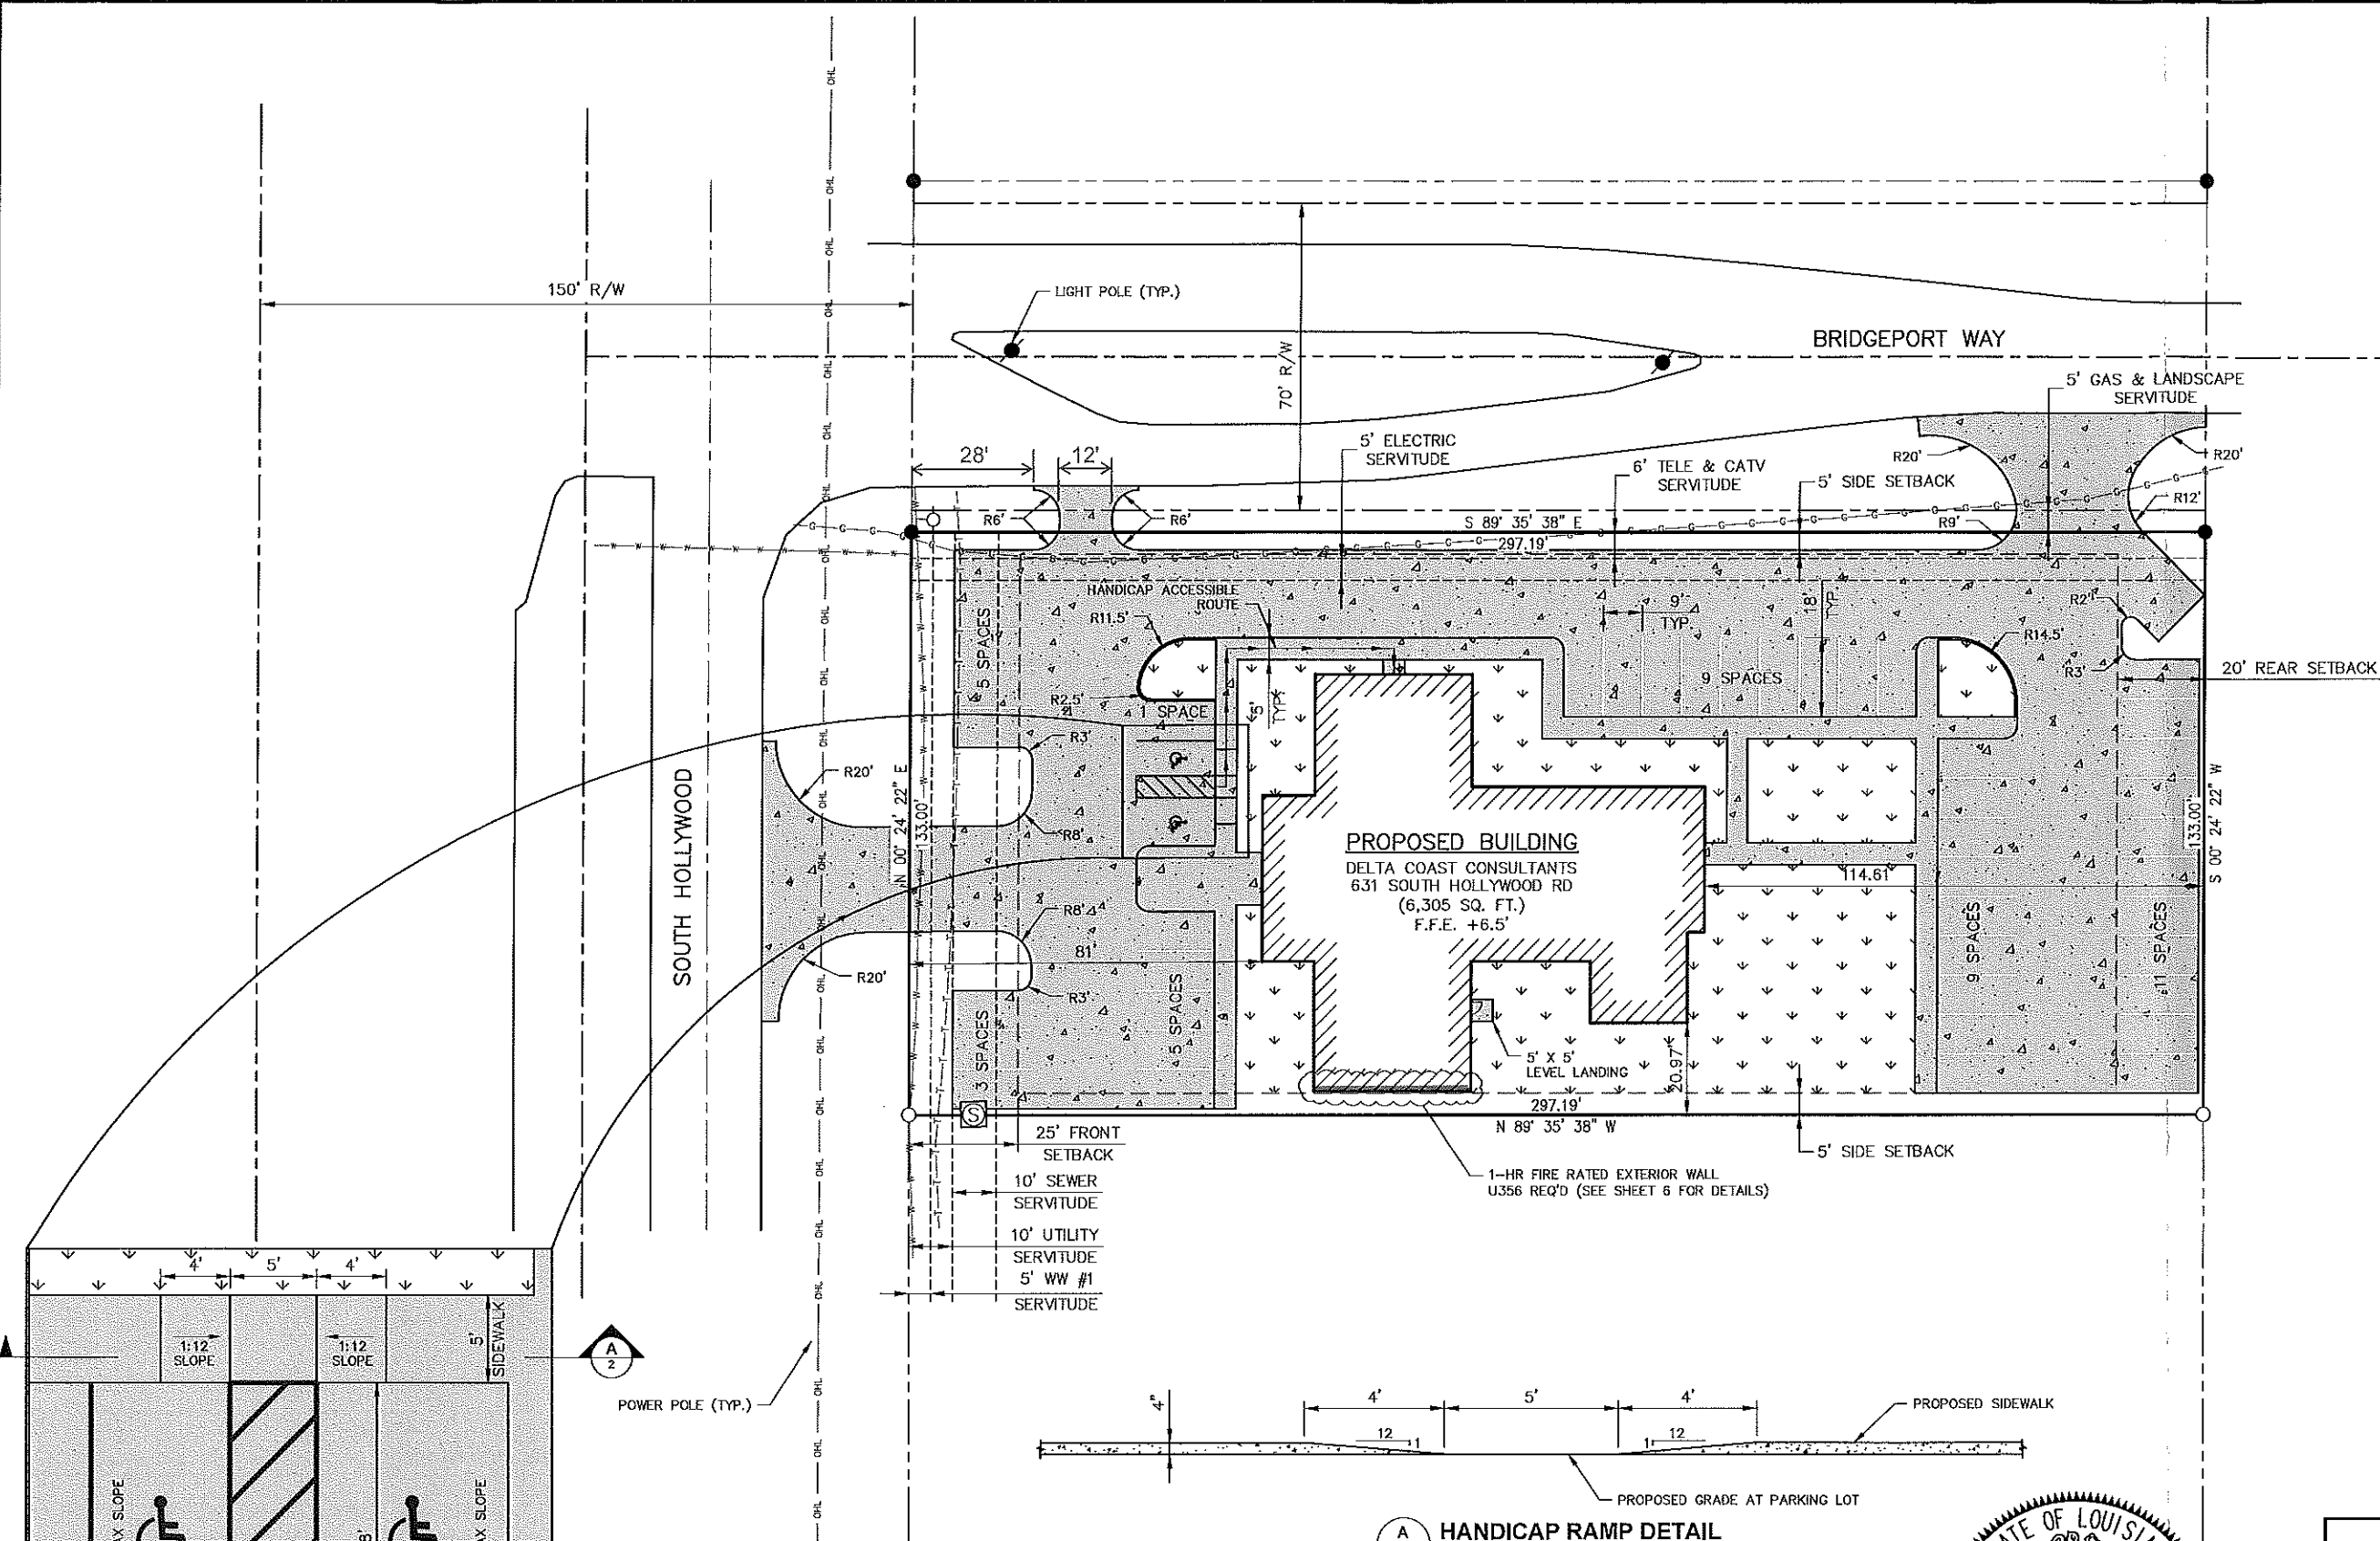 150' R/W
LIGHT POLE (TYP.)
70' R/W
BRIDGEPORT WAY
5' GAS & LANDSCAPE
SERVITUDE
5' ELECTRIC
SERVITUDE
6' TELE & CATV
SERVITUDE
5' SIDE SETBACK
28'
12'
R6'
R6'
R20'
R20'
R12'
R9'
S 89° 35' 38" E
297.19'
HANDICAP ACCESSIBLE
ROUTE
R11.5'
R2.5'
5 SPACES
1 SPACE
5'
TYP.
9'
TYP.
18'
TYP.
9 SPACES
R2'
R14.5'
R3'
20' REAR SETBACK
R3'
R20'
R8'
SOUTH HOLLYWOOD
N 00° 24' 22" E
133.00'
PROPOSED BUILDING
DELTA COAST CONSULTANTS
631 SOUTH HOLLYWOOD RD
(6,305 SQ. FT.)
F.F.E. +6.5'
114.61'
133.00'
S 00° 24' 22" W
R8'
81'
R20'
R3'
3 SPACES
5 SPACES
9 SPACES
11 SPACES
5' X 5'
LEVEL LANDING
20.97'
297.19'
N 89° 35' 38" W
S
25' FRONT
SETBACK
5' SIDE SETBACK
10' SEWER
SERVITUDE
1-HR FIRE RATED EXTERIOR WALL
U356 REQ'D (SEE SHEET 6 FOR DETAILS)
10' UTILITY
SERVITUDE
5' WW #1
SERVITUDE
4'
5'
4'
1:12
SLOPE
1:12
SLOPE
5'
SIDEWALK
A
2
POWER POLE (TYP.)
4"
4'
5'
4'
12
1
1
12
PROPOSED SIDEWALK
PROPOSED GRADE AT PARKING LOT
SLOPE
SLOPE
A
HANDICAP RAMP DETAIL
OF